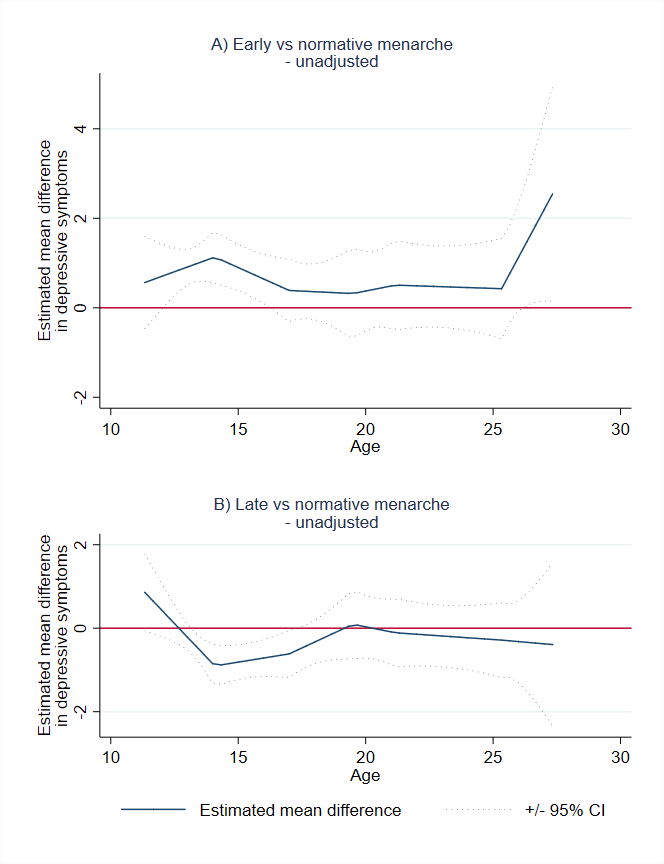 A) Early vs normative menarche
- unadjusted
Estimated mean difference
in depressive symptoms
4
2
0
-2
10 15 20 25 30
Age
B) Late vs normative menarche
- unadjusted
Estimated mean difference
in depressive symptoms
2
0
-2
10 15 20 25 30
Age
Estimated mean difference +/- 95% CI